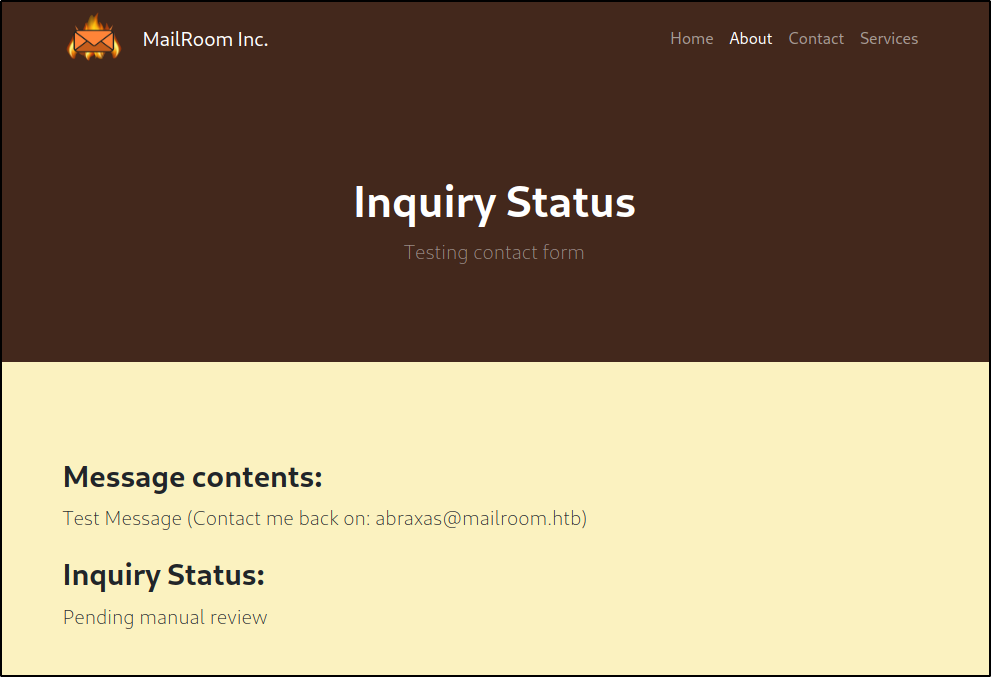 MailRoom Inc.
Home About Contact Services
Inquiry Status
Testing contact form
Message contents:
Test Message (Contact me back on: abraxas@mailroom.htb)
Inquiry Status:
Pending manual review